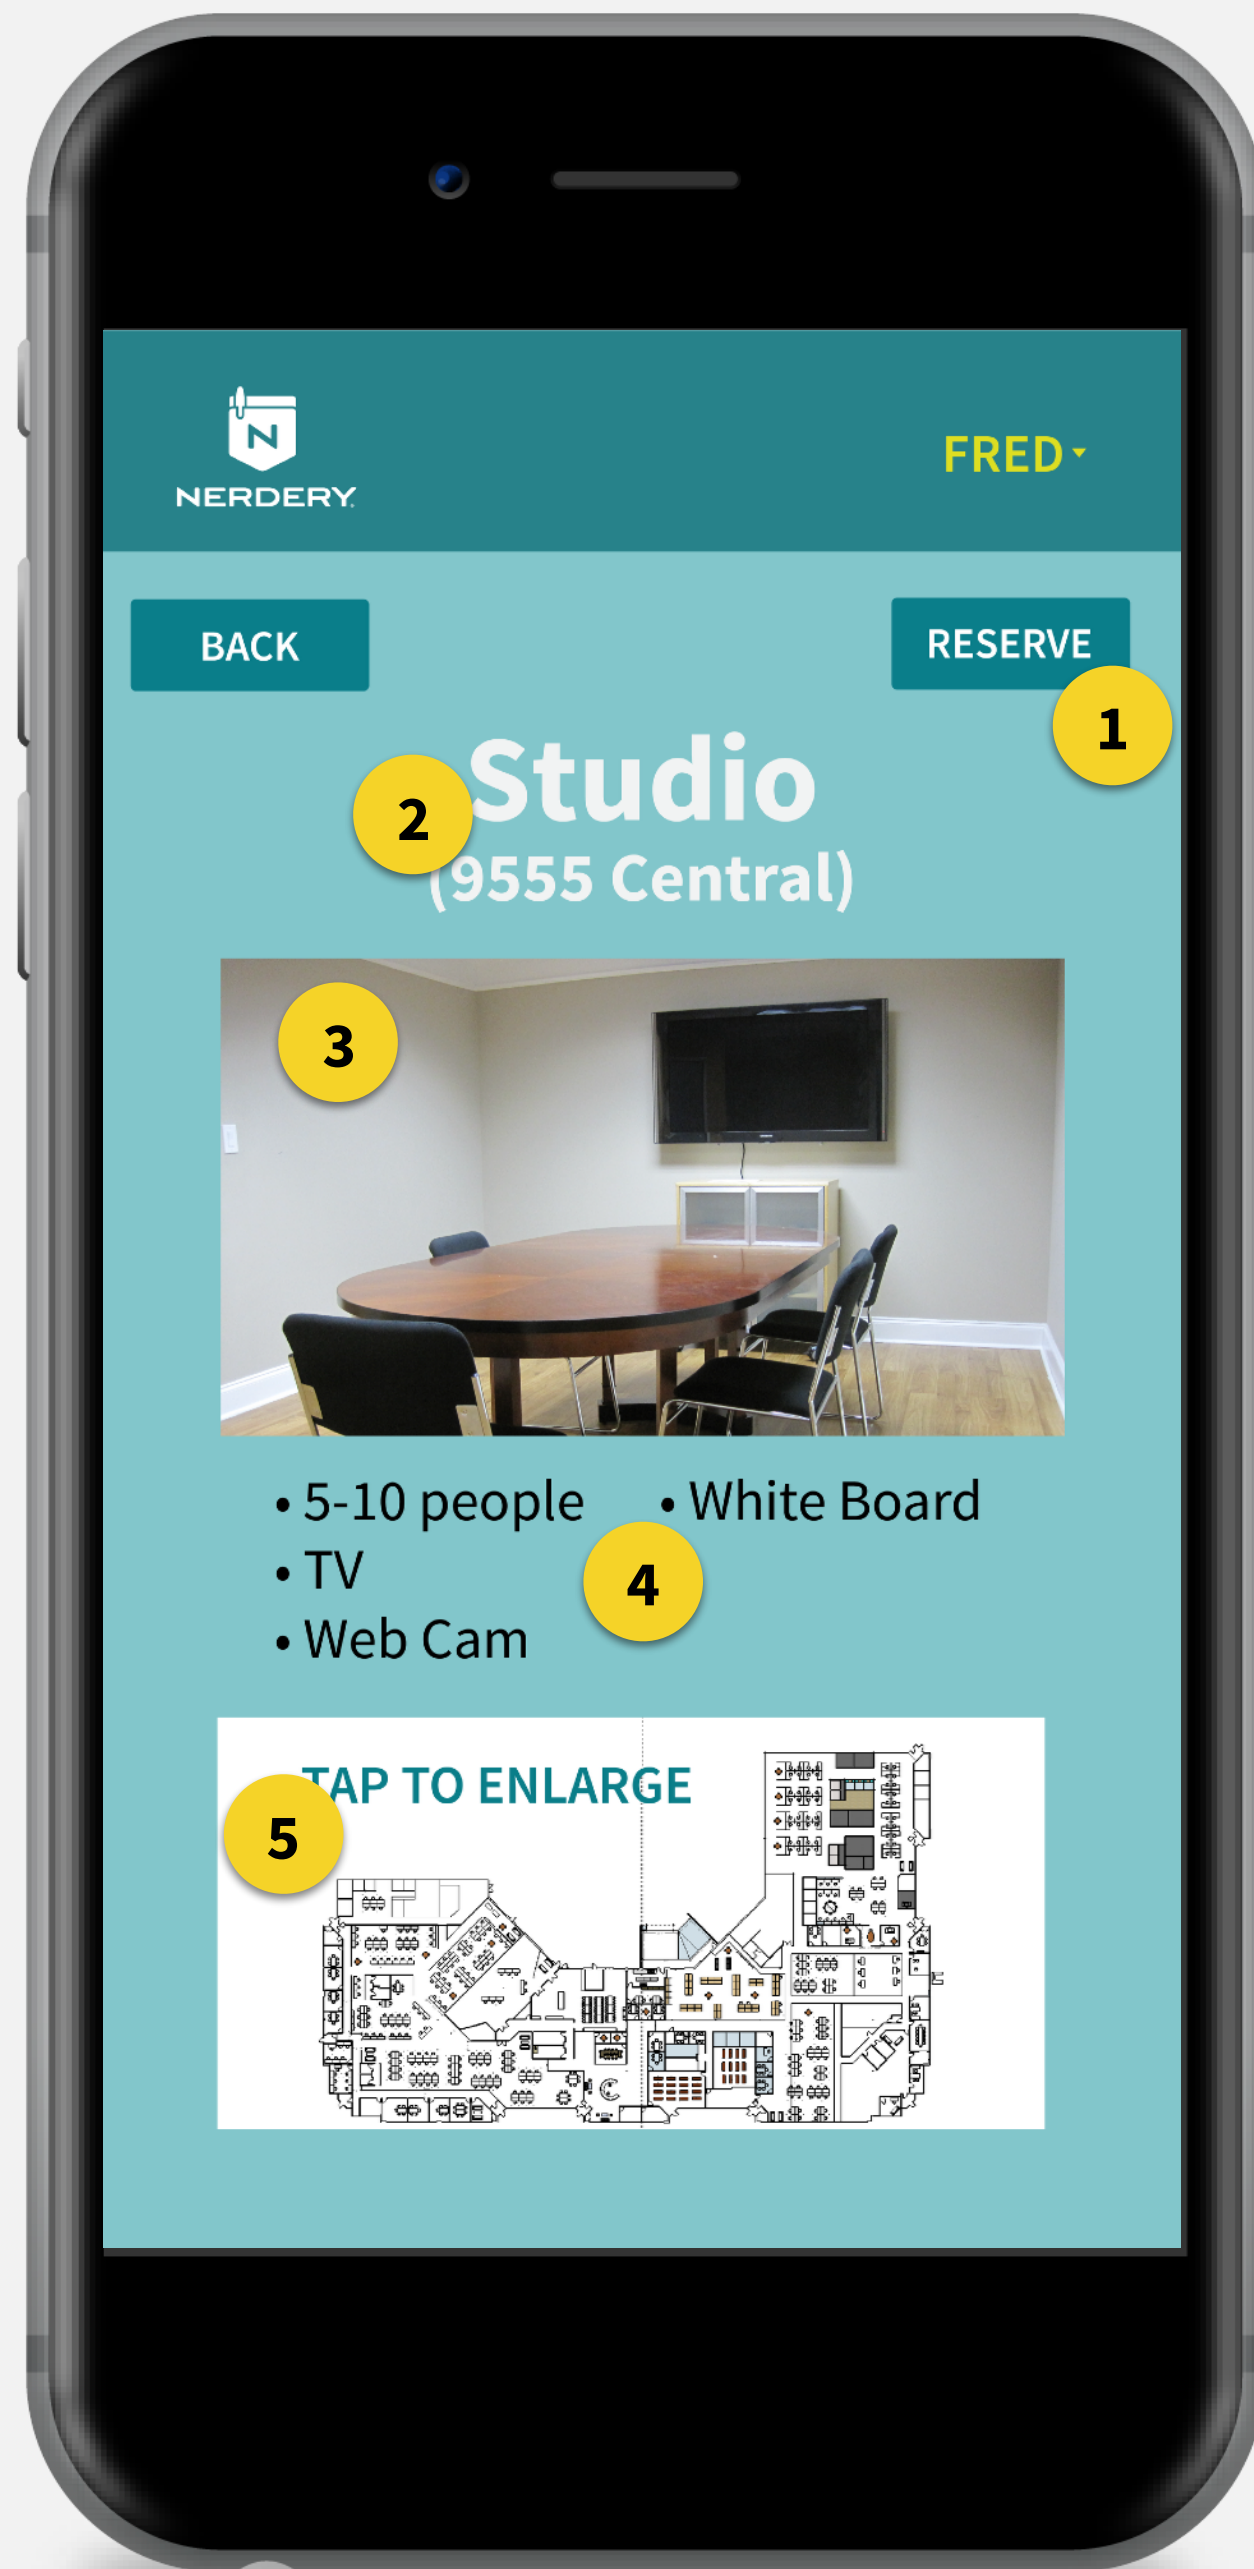 N
NERDERY
FRED
BACK
RESERVE
1
Studio
2
(9555 Central)
3
• 5-10 people
• White Board
• TV
4
• Web Cam
TAP TO ENLARGE
5